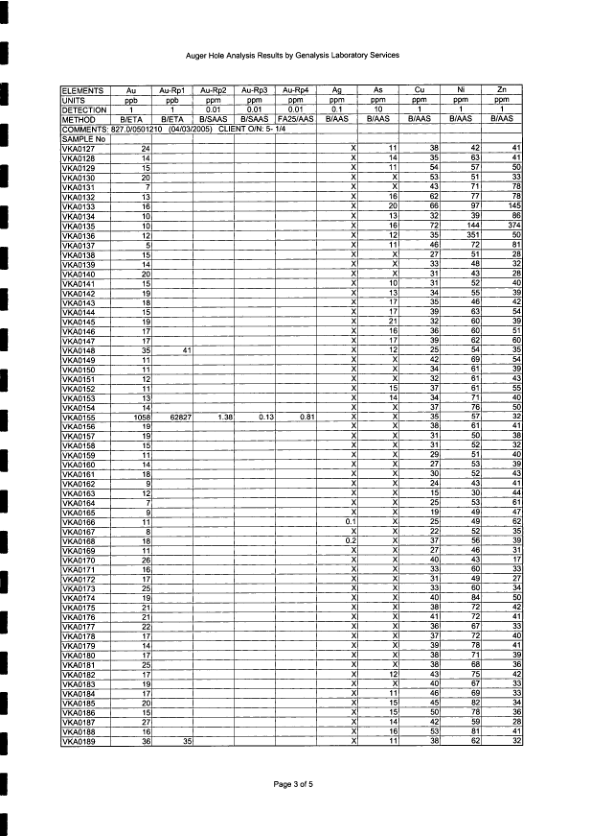 Auger Hole Analysis Results by Genalysis Laboratory Services
ELEMENTS Au Au-Rp1 Au-Rp2 Au-Rp3 Au-Rp4 Ag As Cu Ni Zn
UNITS ppb ppb ppm ppm ppm ppm ppm ppm ppm ppm
DETECTION 1 1 0.01 0.01 0.01 0.1 10 1 1 1
METHOD B/ETA B/ETA B/SAAS B/SAAS FA25/AAS B/AAS B/AAS B/AAS B/AAS B/AAS
COMMENTS: 827.0/0501210 (04/03/2005) CLIENT O/N: 5- 1/4
SAMPLE No
VKA0127 24 X 11 38 42 41
VKA0128 14 X 14 35 63 41
VKA0129 15 X 11 54 57 50
VKA0130 20 X X 53 51 33
VKA0131 7 X X 43 71 78
VKA0132 13 X 16 62 77 78
VKA0133 16 X 20 66 97 145
VKA0134 10 X 13 32 39 86
VKA0135 10 X 16 72 144 374
VKA0136 12 X 12 35 351 50
VKA0137 5 X 11 46 72 81
VKA0138 15 X X 27 51 28
VKA0139 14 X X 33 48 32
VKA0140 20 X X 31 43 28
VKA0141 15 X 10 31 52 40
VKA0142 19 X 13 34 55 39
VKA0143 18 X 17 35 46 42
VKA0144 15 X 17 39 63 54
VKA0145 19 X 21 32 60 39
VKA0146 17 X 16 36 60 51
VKA0147 17 X 17 39 62 60
VKA0148 35 41 X 12 25 54 35
VKA0149 11 X X 42 69 54
VKA0150 11 X X 34 61 39
VKA0151 12 X X 32 61 43
VKA0152 11 X 15 37 61 55
VKA0153 13 X 14 34 71 40
VKA0154 14 X X 37 76 50
VKA0155 1058 62827 1.38 0.13 0.81 X X 35 57 32
VKA0156 19 X X 38 61 41
VKA0157 19 X X 31 50 38
VKA0158 15 X X 31 52 32
VKA0159 11 X X 29 51 40
VKA0160 14 X X 27 53 39
VKA0161 18 X X 30 52 43
VKA0162 9 X X 24 43 41
VKA0163 12 X X 15 30 44
VKA0164 7 X X 25 53 61
VKA0165 9 X X 19 49 47
VKA0166 11 0.1 X 25 49 62
VKA0167 8 X X 22 52 35
VKA0168 18 0.2 X 37 56 39
VKA0169 11 X X 27 46 31
VKA0170 26 X X 40 43 17
VKA0171 16 X X 33 60 33
VKA0172 17 X X 31 49 27
VKA0173 25 X X 33 60 34
VKA0174 19 X X 40 84 50
VKA0175 21 X X 38 72 42
VKA0176 21 X X 41 72 41
VKA0177 22 X X 36 67 33
VKA0178 17 X X 37 72 40
VKA0179 14 X X 39 78 41
VKA0180 17 X X 38 71 39
VKA0181 25 X X 38 68 36
VKA0182 17 X 12 43 75 42
VKA0183 19 X X 40 67 33
VKA0184 17 X 11 46 69 33
VKA0185 20 X 15 45 82 34
VKA0186 15 X 15 50 78 36
VKA0187 27 X 14 42 59 28
VKA0188 16 X 16 53 81 41
VKA0189 36 35 X 11 38 62 32
Page 3 of 5